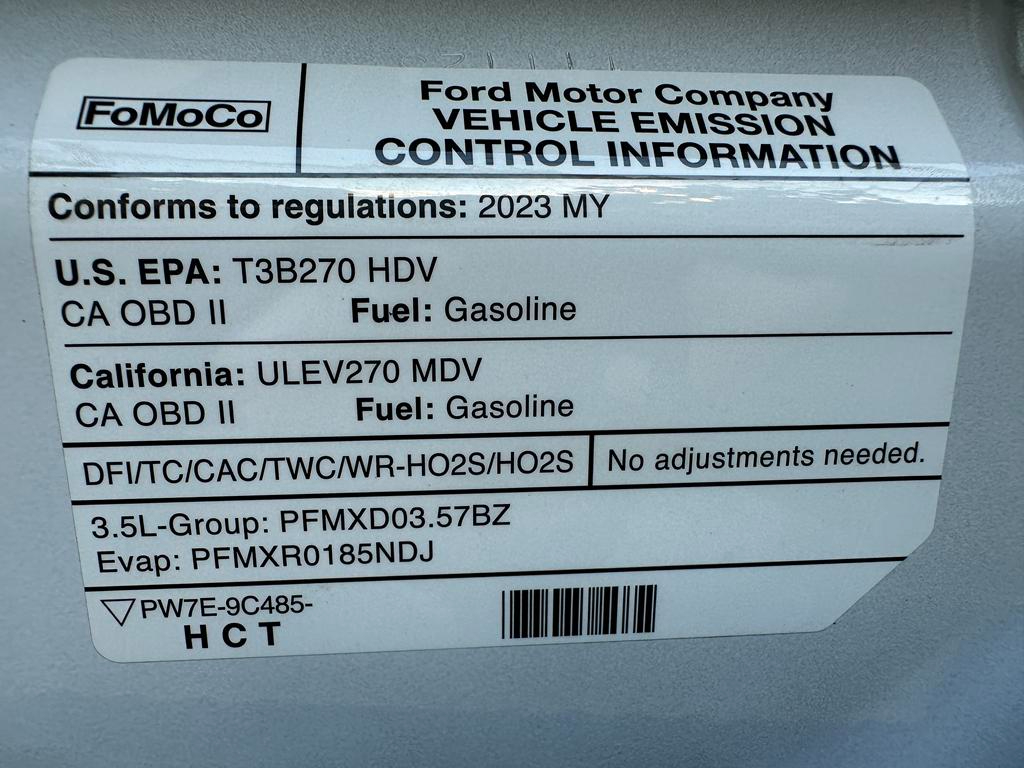 FoMoCo
Ford Motor Company
VEHICLE EMISSION
CONTROL INFORMATION
Conforms to regulations: 2023 MY
U.S. EPA: T3B270 HDV
CA OBD II Fuel: Gasoline
California: ULEV270 MDV
CA OBD II Fuel: Gasoline
DFI/TC/CAC/TWC/WR-HO2S/HO2S No adjustments needed.
3.5L-Group: PFMXD03.57BZ
Evap: PFMXR0185NDJ
PW7E-9C485-
H C T